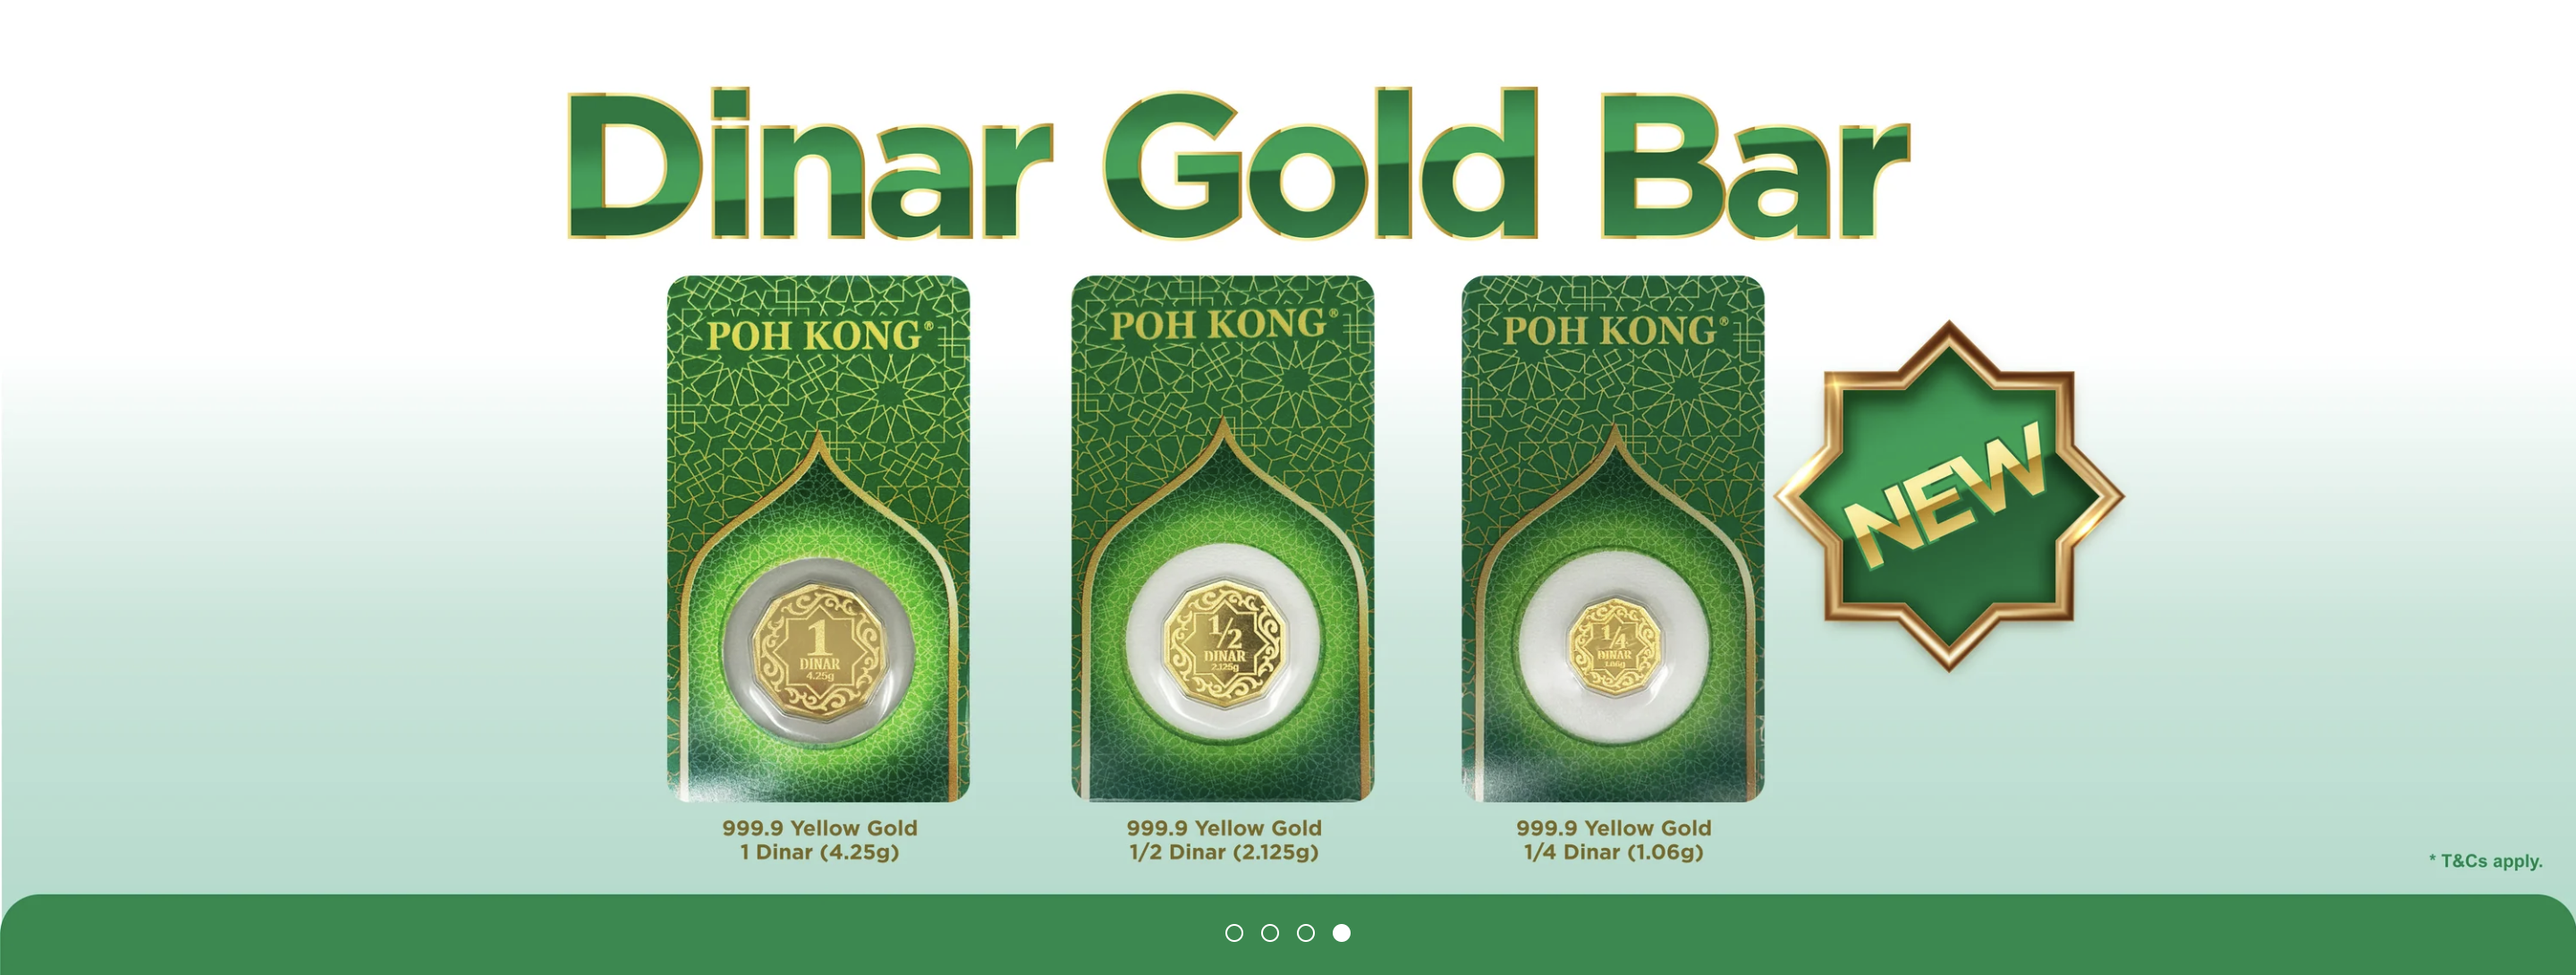 Dinar Gold Bar
POH KONG®
POH KONG®
POH KONG®
NEW
1
DINAR
4.25g
1/2
DINAR
2.125g
1/4
DINAR
1.06g
999.9 Yellow Gold
1 Dinar (4.25g)
999.9 Yellow Gold
1/2 Dinar (2.125g)
999.9 Yellow Gold
1/4 Dinar (1.06g)
* T&Cs apply.